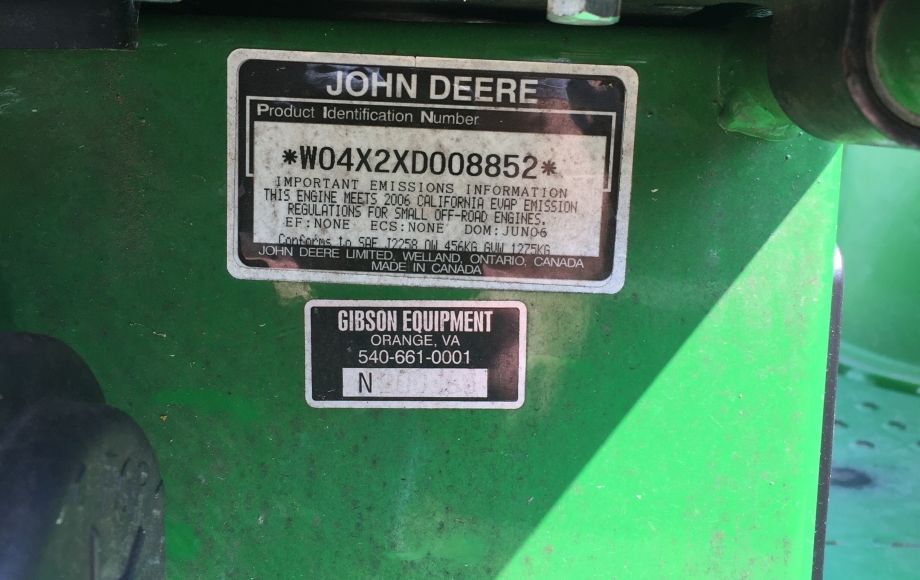 JOHN DEERE
Product Identification Number
*W04X2XD008852*
IMPORTANT EMISSIONS INFORMATION
THIS ENGINE MEETS 2006 CALIFORNIA EVAP EMISSION
REGULATIONS FOR SMALL OFF-ROAD ENGINES.
EF:NONE ECS:NONE DOM:JUN06
Conforms to SAE J2258 OW 456KG GVW 1275KG
JOHN DEERE LIMITED, WELLAND, ONTARIO, CANADA
MADE IN CANADA
GIBSON EQUIPMENT
ORANGE, VA
540-661-0001
N